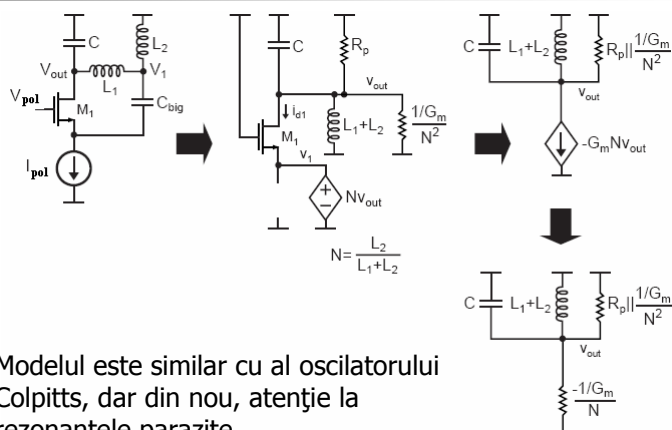 C
L2
Vout
L1
V1
Vpol
M1
Cbig
Ipol
C
Rp
vout
id1
L1+L2
1/Gm
N²
M1
v1
Nvout
N= L2
L1+L2
C
L1+L2
Rp|| 1/Gm
N²
vout
-GmNvout
C
L1+L2
Rp|| 1/Gm
N²
vout
-1/Gm
N
Modelul este similar cu al oscilatorului
Colpitts, dar din nou, atenţie la
rezonanţele parazite